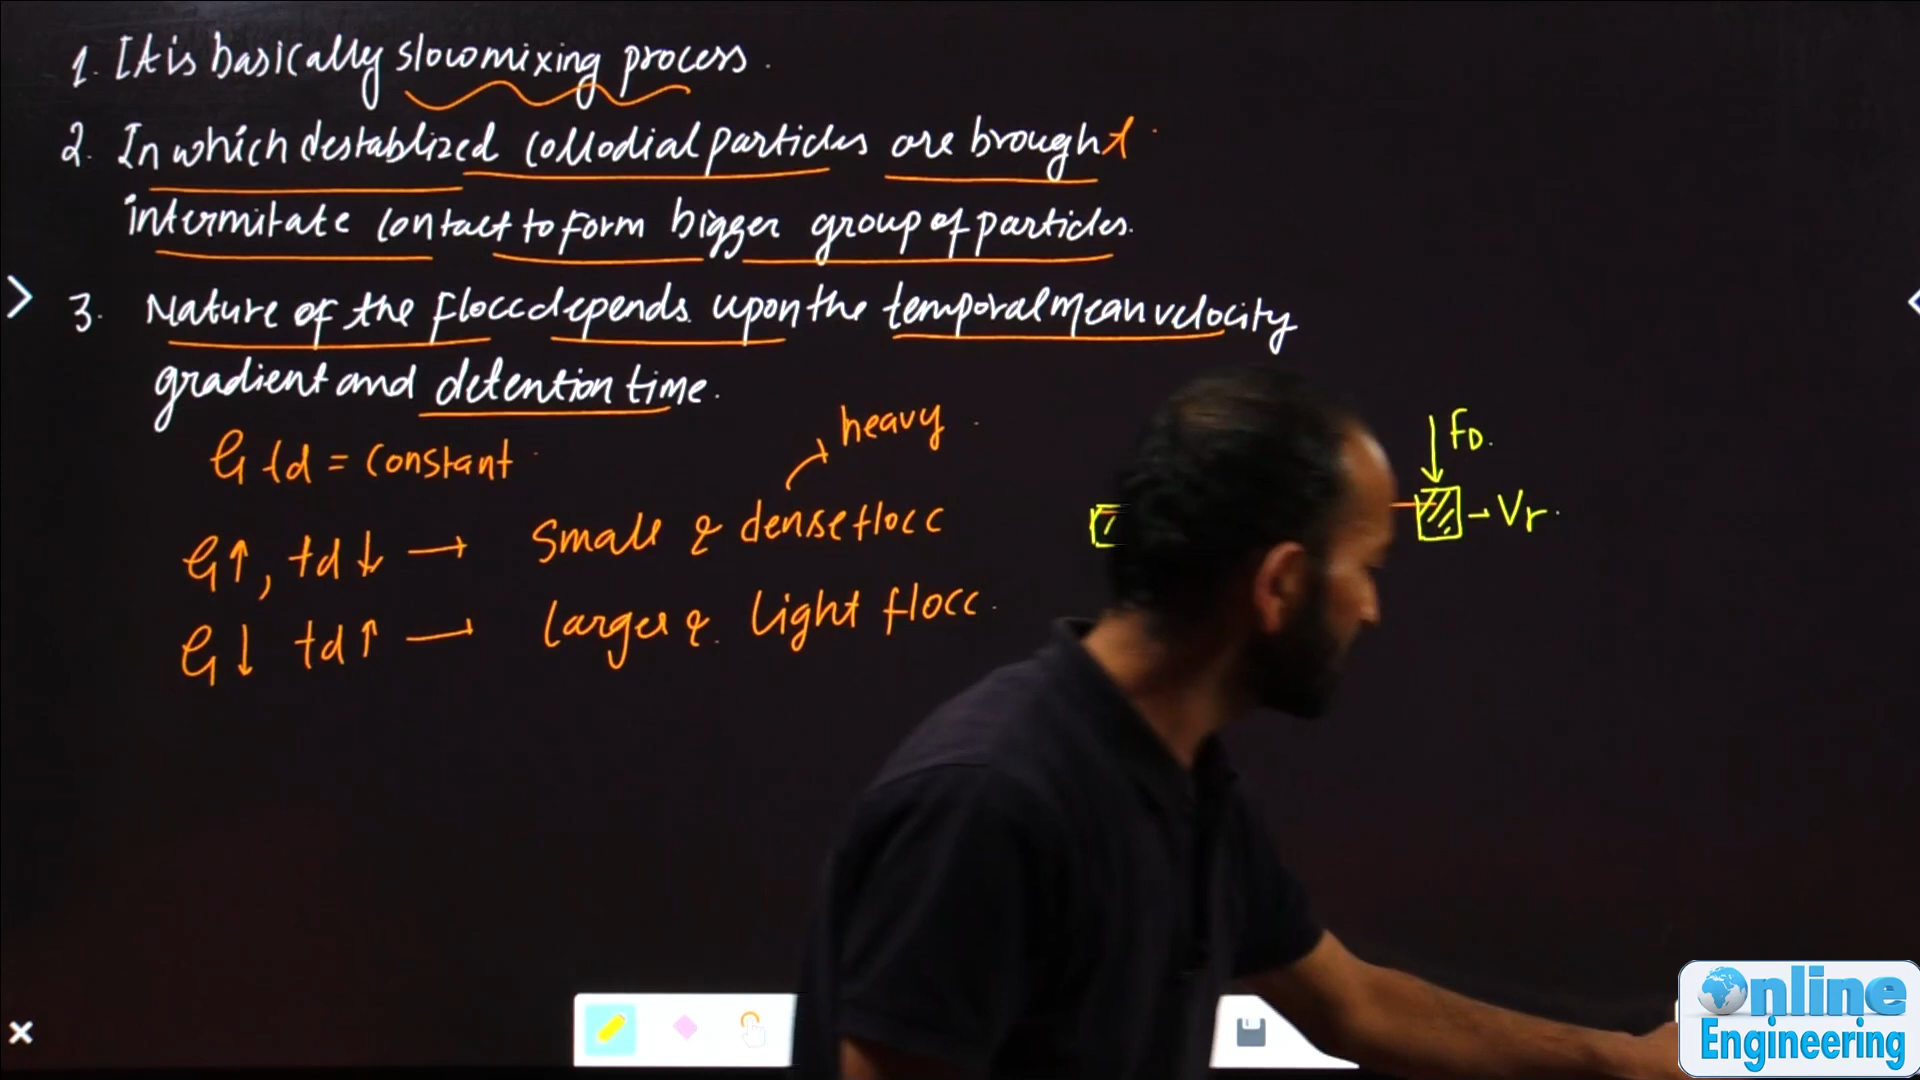 1. It is basically slow mixing process.
2. In which destablized collodial particles are brought
intermitate contact to form bigger group of particles.
3. Nature of the flocc depends upon the temporal mean velocity
gradient and detention time.
G td = constant
heavy
G↑, td↓ → Small & dense flocc
G↓ td↑ → Larger & Light flocc.
FD.
Vr.
Online
Engineering